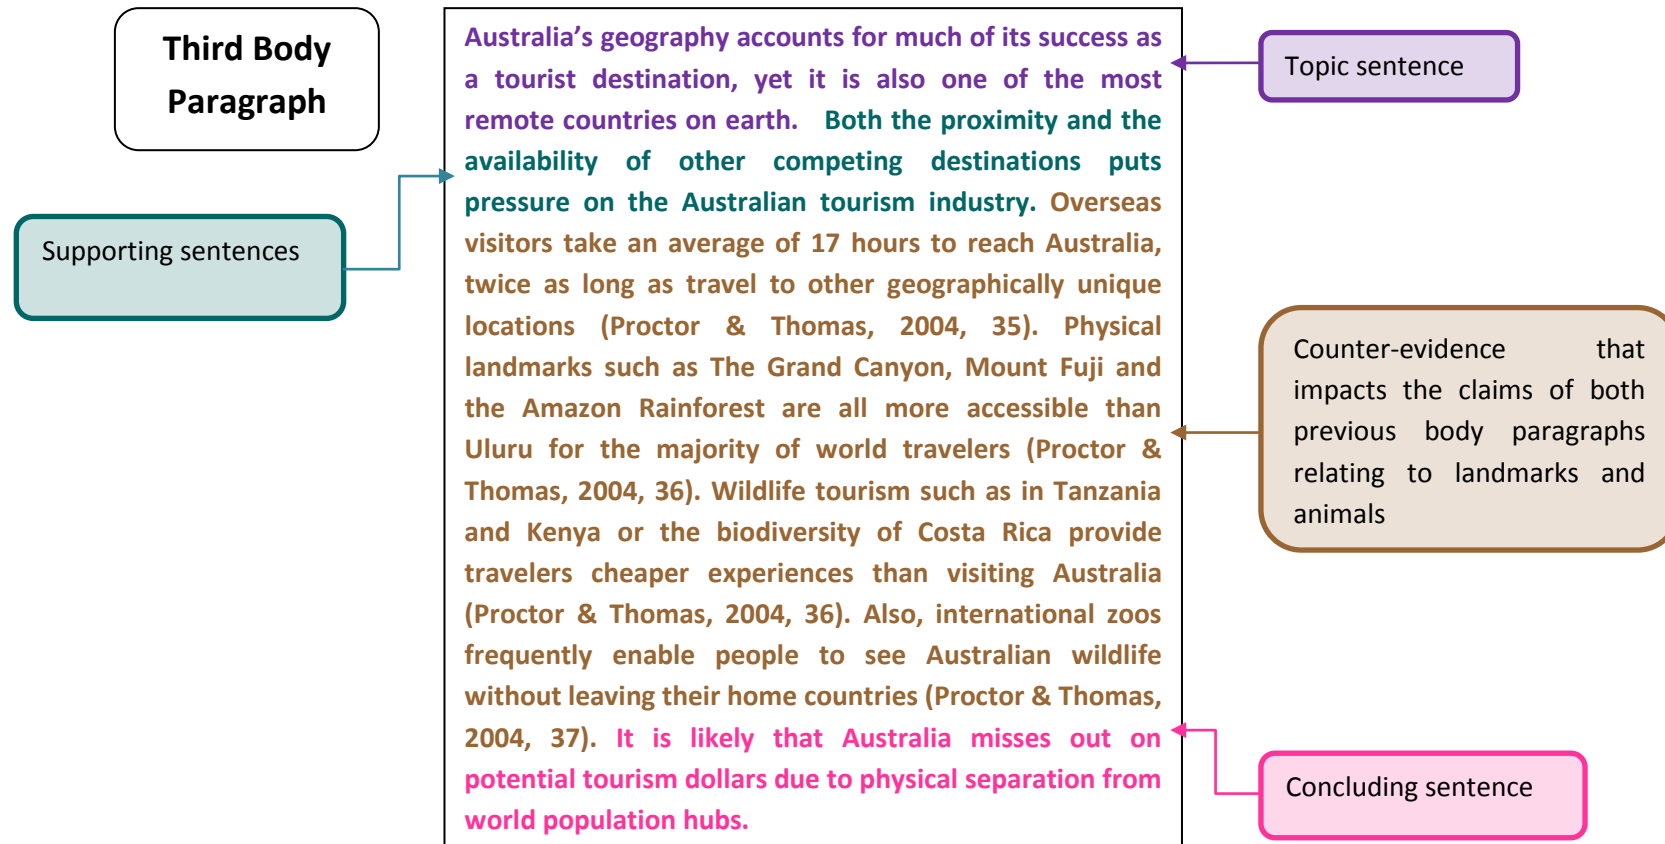 Third Body
Paragraph
Australia’s geography accounts for much of its success as
a tourist destination, yet it is also one of the most
remote countries on earth. Both the proximity and the
availability of other competing destinations puts
pressure on the Australian tourism industry. Overseas
visitors take an average of 17 hours to reach Australia,
twice as long as travel to other geographically unique
locations (Proctor & Thomas, 2004, 35). Physical
landmarks such as The Grand Canyon, Mount Fuji and
the Amazon Rainforest are all more accessible than
Uluru for the majority of world travelers (Proctor &
Thomas, 2004, 36). Wildlife tourism such as in Tanzania
and Kenya or the biodiversity of Costa Rica provide
travelers cheaper experiences than visiting Australia
(Proctor & Thomas, 2004, 36). Also, international zoos
frequently enable people to see Australian wildlife
without leaving their home countries (Proctor & Thomas,
2004, 37). It is likely that Australia misses out on
potential tourism dollars due to physical separation from
world population hubs.
Topic sentence
Supporting sentences
Counter-evidence that
impacts the claims of both
previous body paragraphs
relating to landmarks and
animals
Concluding sentence